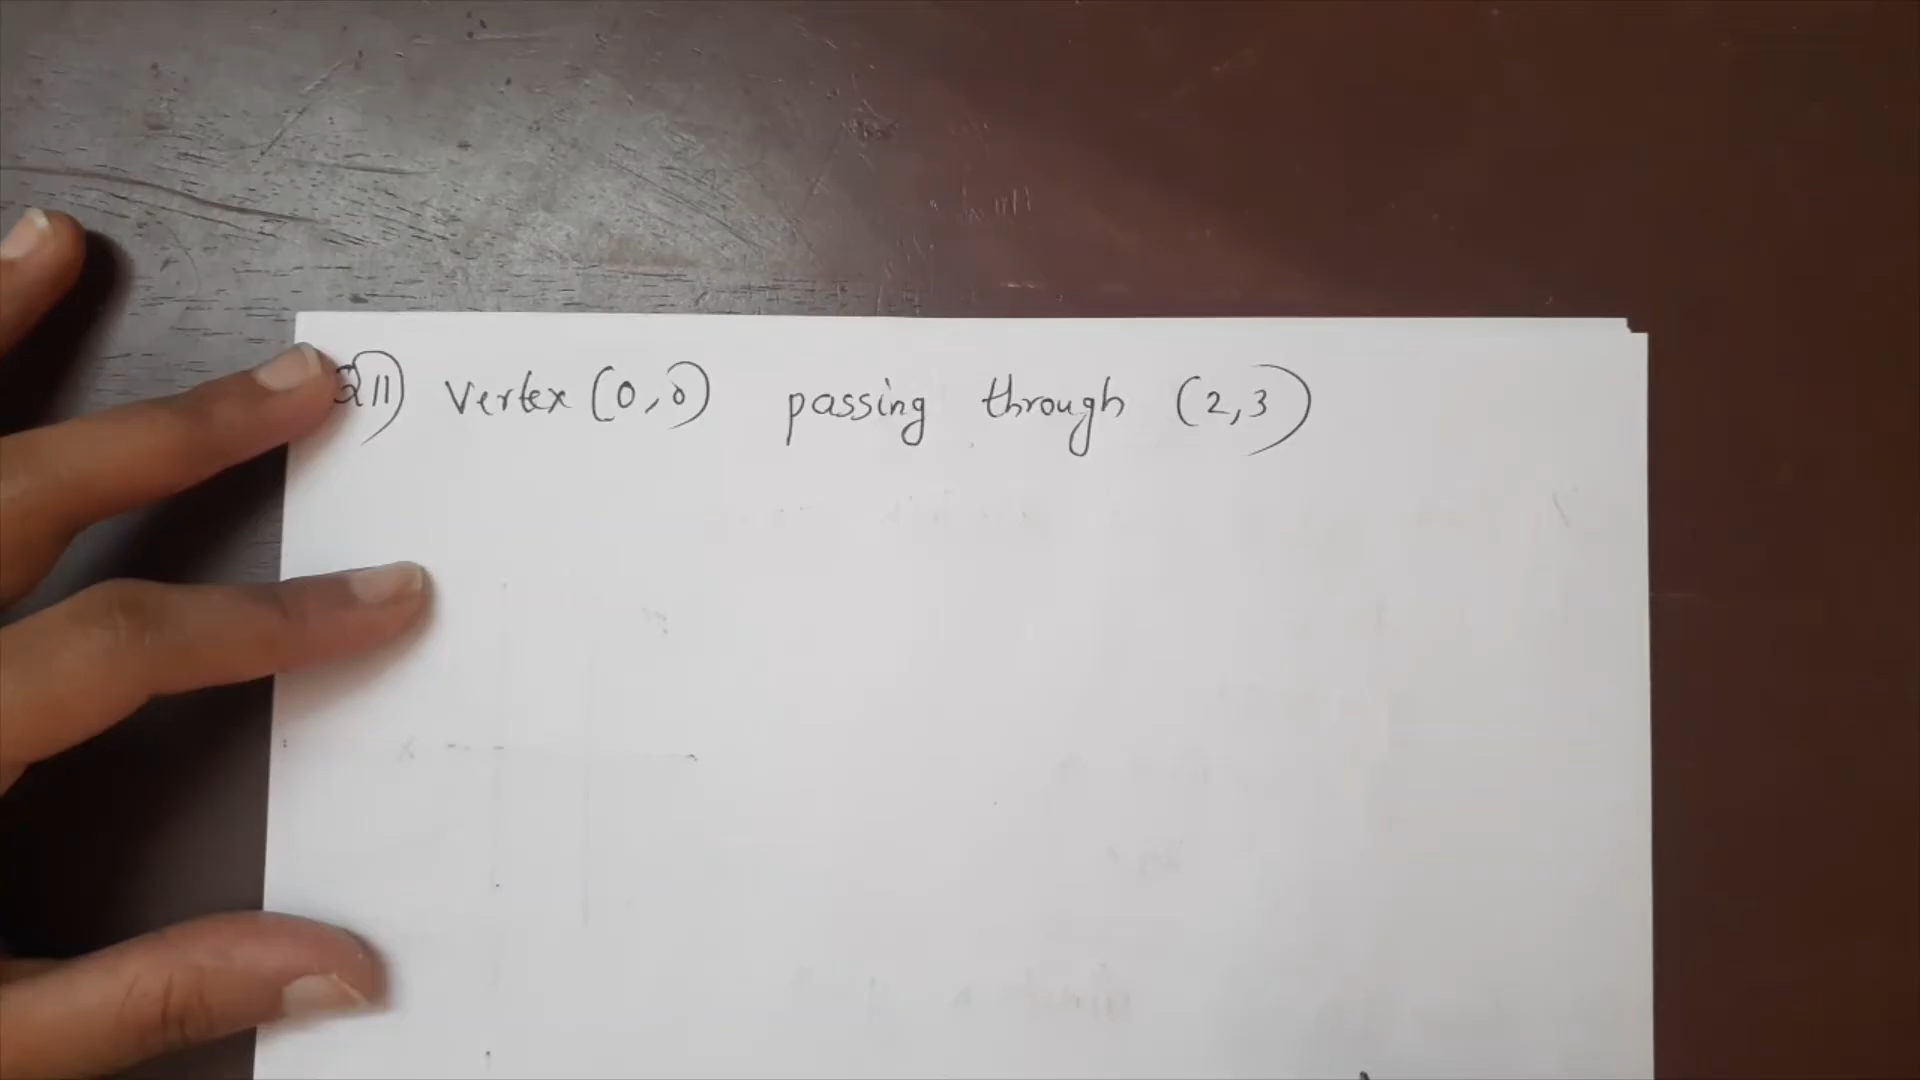 Q11) Vertex (0,0) passing through (2,3)